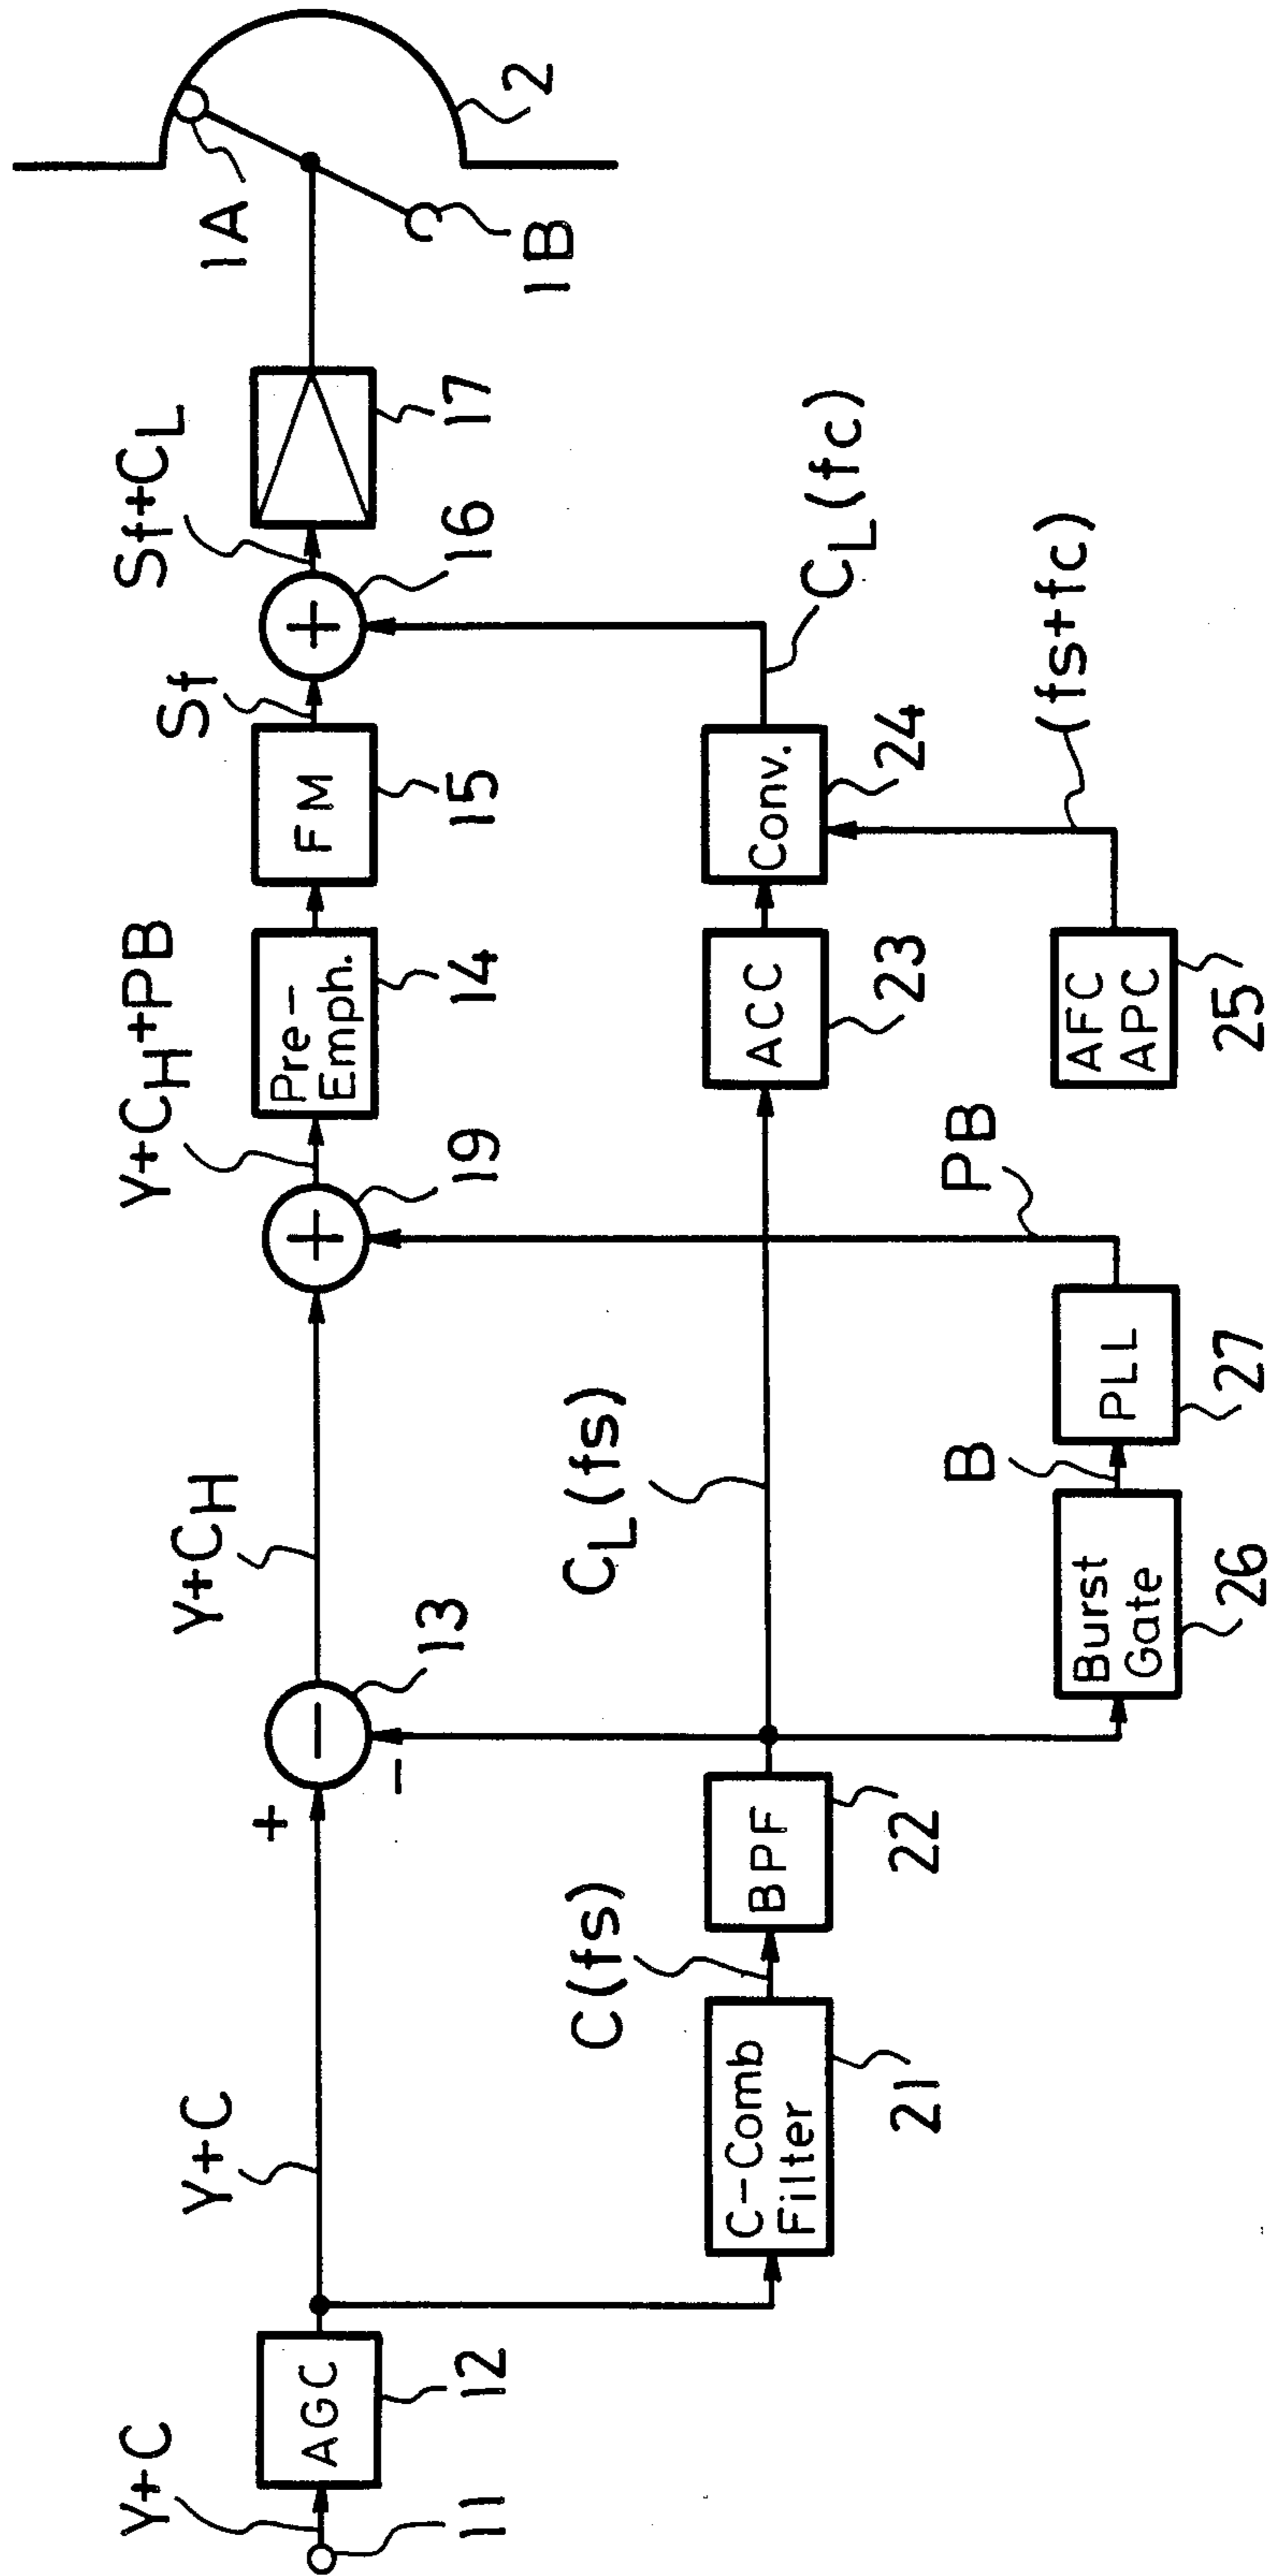 Y+C
11
AGC
12
Y+C
+
−
−
13
Y+CH
+
19
Y+CH+PB
Pre-
Emph.
14
FM
15
Sf
+
16
Sf+CL
17
1A
1B
2
C-Comb
Filter
21
C(fs)
BPF
22
CL(fs)
ACC
23
Conv.
24
CL(fc)
Burst
Gate
26
B
PLL
27
PB
AFC
APC
25
(fs+fc)